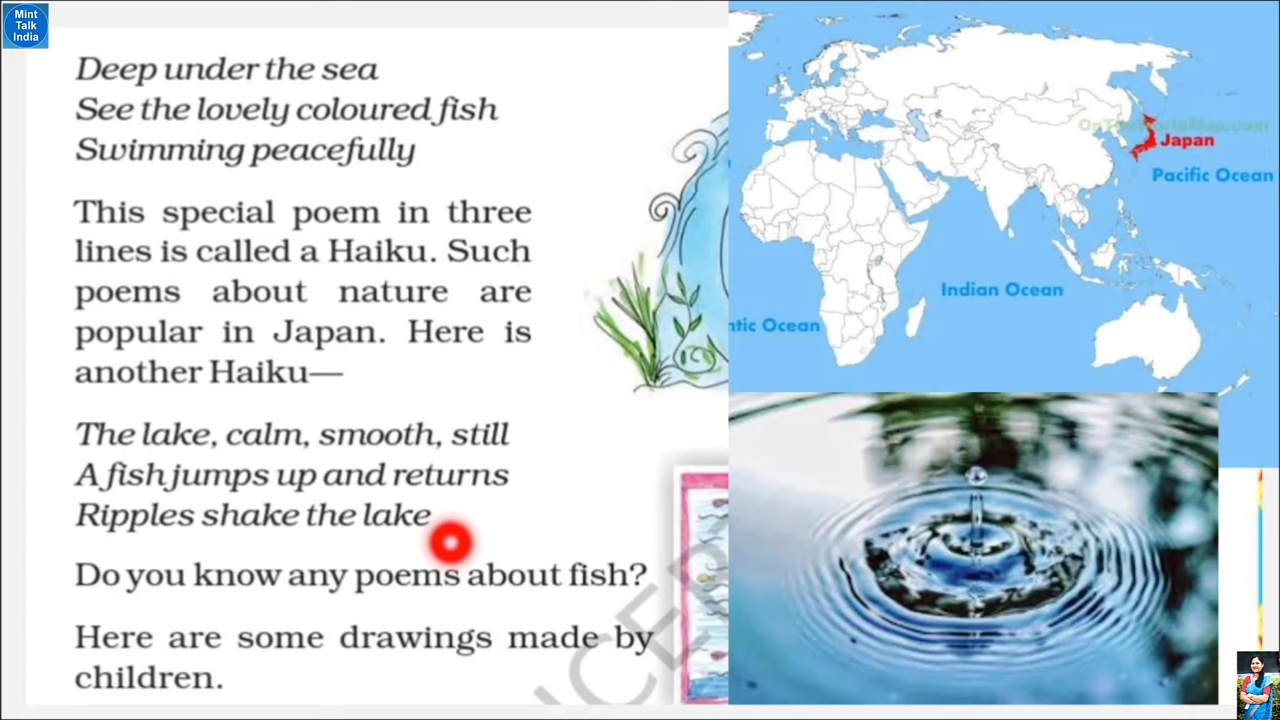 Mint
Talk
India
Deep under the sea
See the lovely coloured fish
Swimming peacefully
This special poem in three
lines is called a Haiku. Such
poems about nature are
popular in Japan. Here is
another Haiku—
The lake, calm, smooth, still
A fish jumps up and returns
Ripples shake the lake
Do you know any poems about fish?
Here are some drawings made by
children.
OnTheWorldMap.com
Japan
Pacific Ocean
Indian Ocean
ntic Ocean
NCER